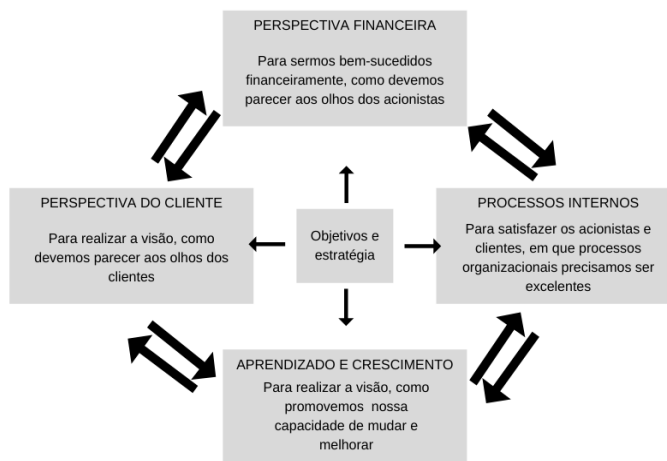 PERSPECTIVA FINANCEIRA
Para sermos bem-sucedidos
financeiramente, como devemos
parecer aos olhos dos acionistas
PERSPECTIVA DO CLIENTE
Para realizar a visão, como
devemos parecer aos olhos dos
clientes
Objetivos e
estratégia
PROCESSOS INTERNOS
Para satisfazer os acionistas e
clientes, em que processos
organizacionais precisamos ser
excelentes
APRENDIZADO E CRESCIMENTO
Para realizar a visão, como
promovemos nossa
capacidade de mudar e
melhorar